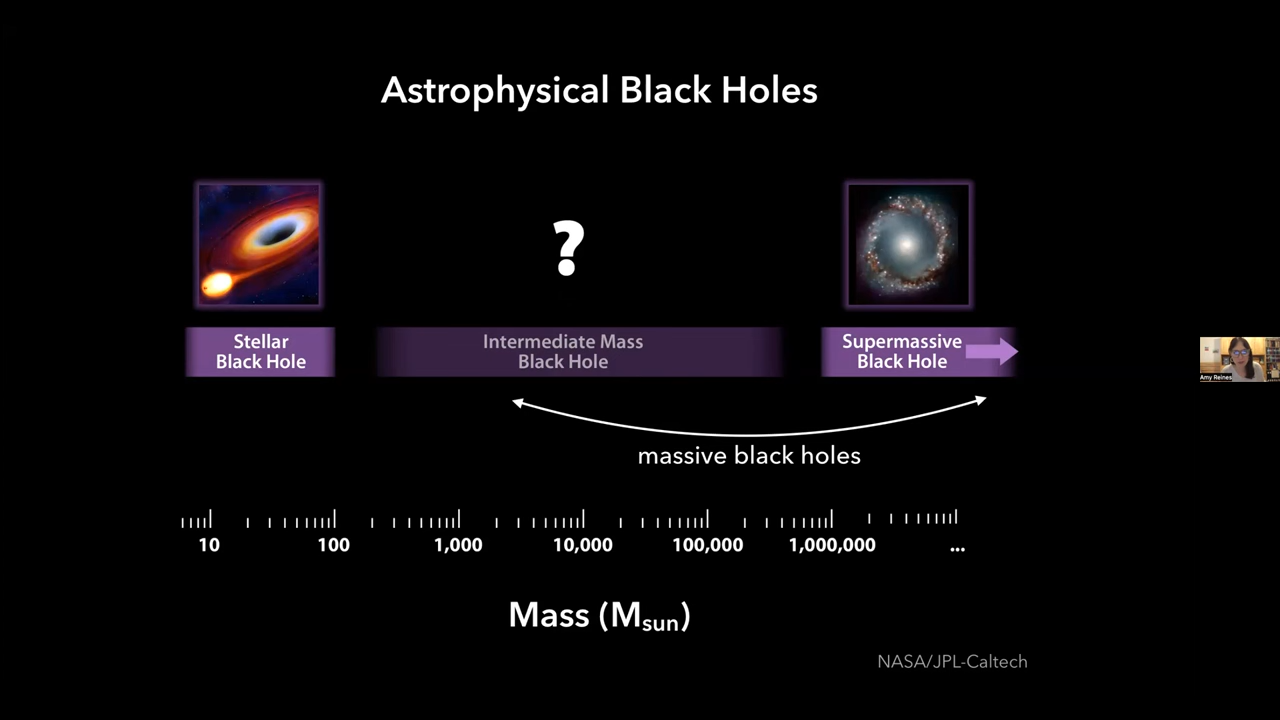 Astrophysical Black Holes
?
Stellar
Black Hole
Intermediate Mass
Black Hole
Supermassive
Black Hole
massive black holes
10 100 1,000 10,000 100,000 1,000,000 ...
Mass (Msun)
NASA/JPL-Caltech
Amy Reines